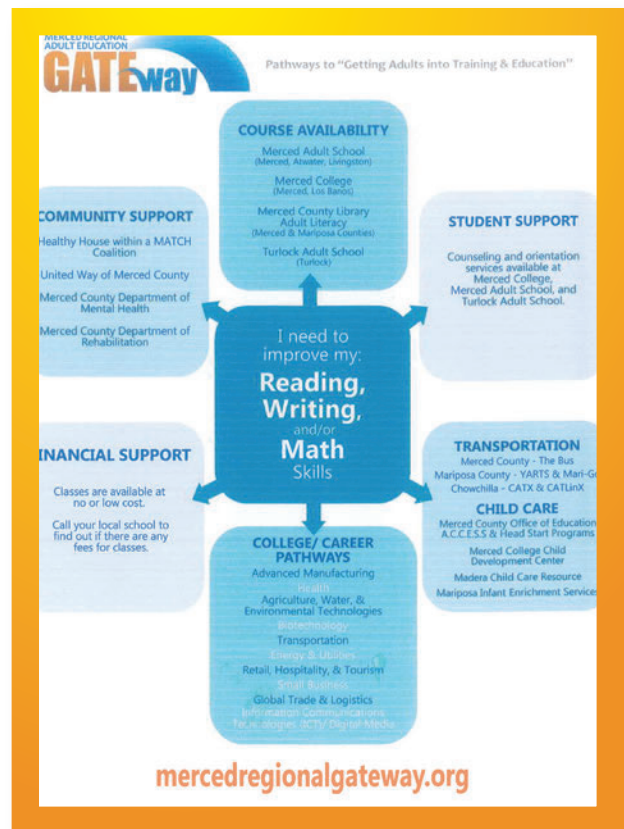 MERCED REGIONAL
ADULT EDUCATION
GATEway
Pathways to "Getting Adults into Training & Education"
COURSE AVAILABILITY
Merced Adult School
(Merced, Atwater, Livingston)
Merced College
(Merced, Los Banos)
Merced County Library
Adult Literacy
(Merced & Mariposa Counties)
Turlock Adult School
(Turlock)
COMMUNITY SUPPORT
Healthy House within a MATCH
Coalition
United Way of Merced County
Merced County Department of
Mental Health
Merced County Department of
Rehabilitation
STUDENT SUPPORT
Counseling and orientation
services available at
Merced College,
Merced Adult School, and
Turlock Adult School.
I need to
improve my:
Reading,
Writing,
and/or
Math
Skills
INANCIAL SUPPORT
Classes are available at
no or low cost.
Call your local school to
find out if there are any
fees for classes.
TRANSPORTATION
Merced County - The Bus
Mariposa County - YARTS & Mari-Go
Chowchilla - CATX & CATLinX
CHILD CARE
Merced County Office of Education
A.C.C.E.S.S & Head Start Programs
Merced College Child
Development Center
Madera Child Care Resource
Mariposa Infant Enrichment Services
COLLEGE/ CAREER
PATHWAYS
Advanced Manufacturing
Health
Agriculture, Water, &
Environmental Technologies
Biotechnology
Transportation
Energy & Utilities
Retail, Hospitality, & Tourism
Small Business
Global Trade & Logistics
Information Communications
Technologies (ICT)/ Digital Media
mercedregionalgateway.org